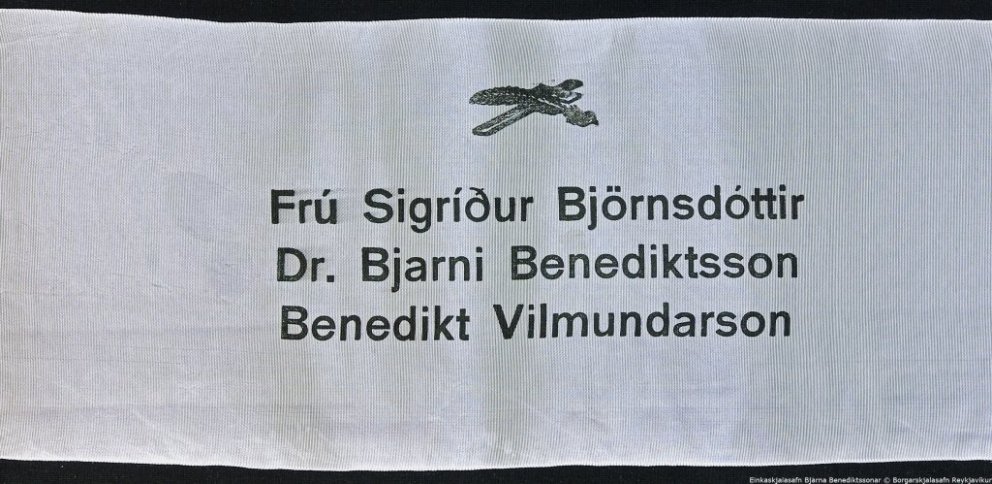 Frú Sigríður Björnsdóttir
Dr. Bjarni Benediktsson
Benedikt Vilmundarson
Einkaskjalasafn Bjarna Benediktssonar © Borgarskjalasafn Reykjavíkur